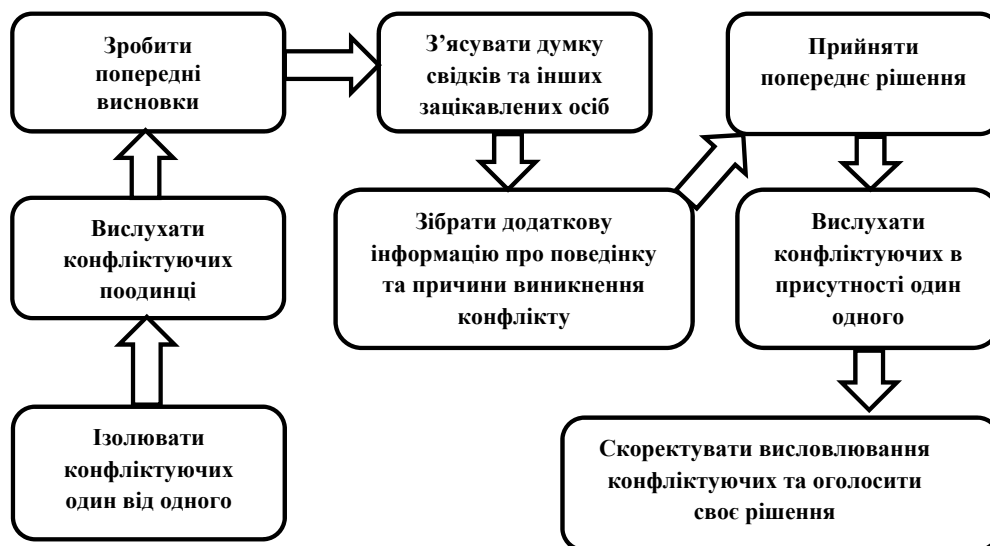 Зробити
попередні
висновки
З’ясувати думку
свідків та інших
зацікавлених осіб
Прийняти
попереднє рішення
Вислухати
конфліктуючих
поодинці
Зібрати додаткову
інформацію про поведінку
та причини виникнення
конфлікту
Вислухати
конфліктуючих в
присутності один
одного
Ізолювати
конфліктуючих
один від одного
Скоректувати висловлювання
конфліктуючих та оголосити
своє рішення